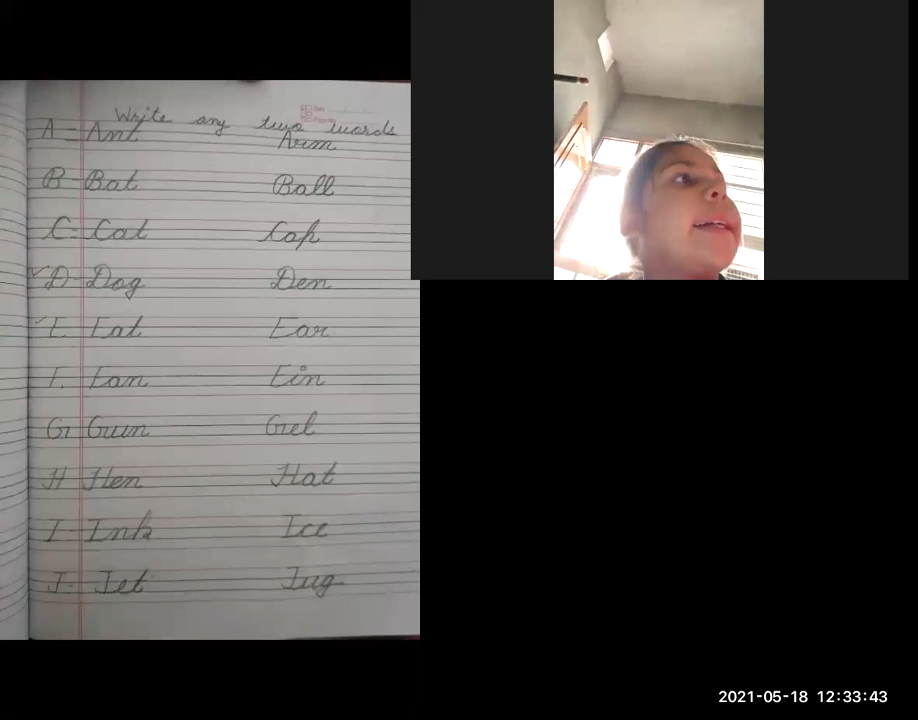 Write any two words
A = Ant Arm
B - Bat Ball
C = Cat Cap
D - Dog Den
E. Eat Ear
F. Fan Fin
G Gun Gel
H Hen Hat
I - Ink Ice
J - Jet Jug
2021-05-18 12:33:43